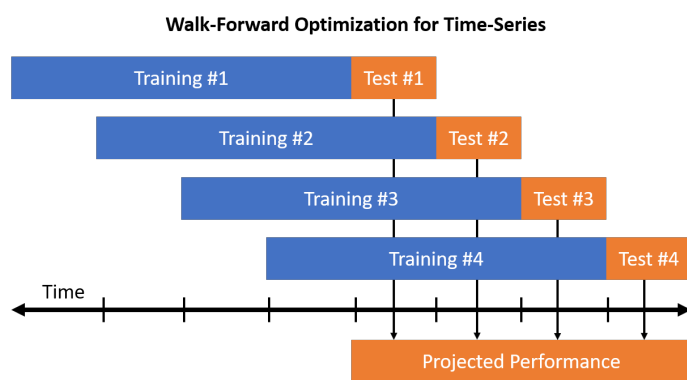 Walk-Forward Optimization for Time-Series
Training #1
Test #1
Training #2
Test #2
Training #3
Test #3
Training #4
Test #4
Time
Projected Performance